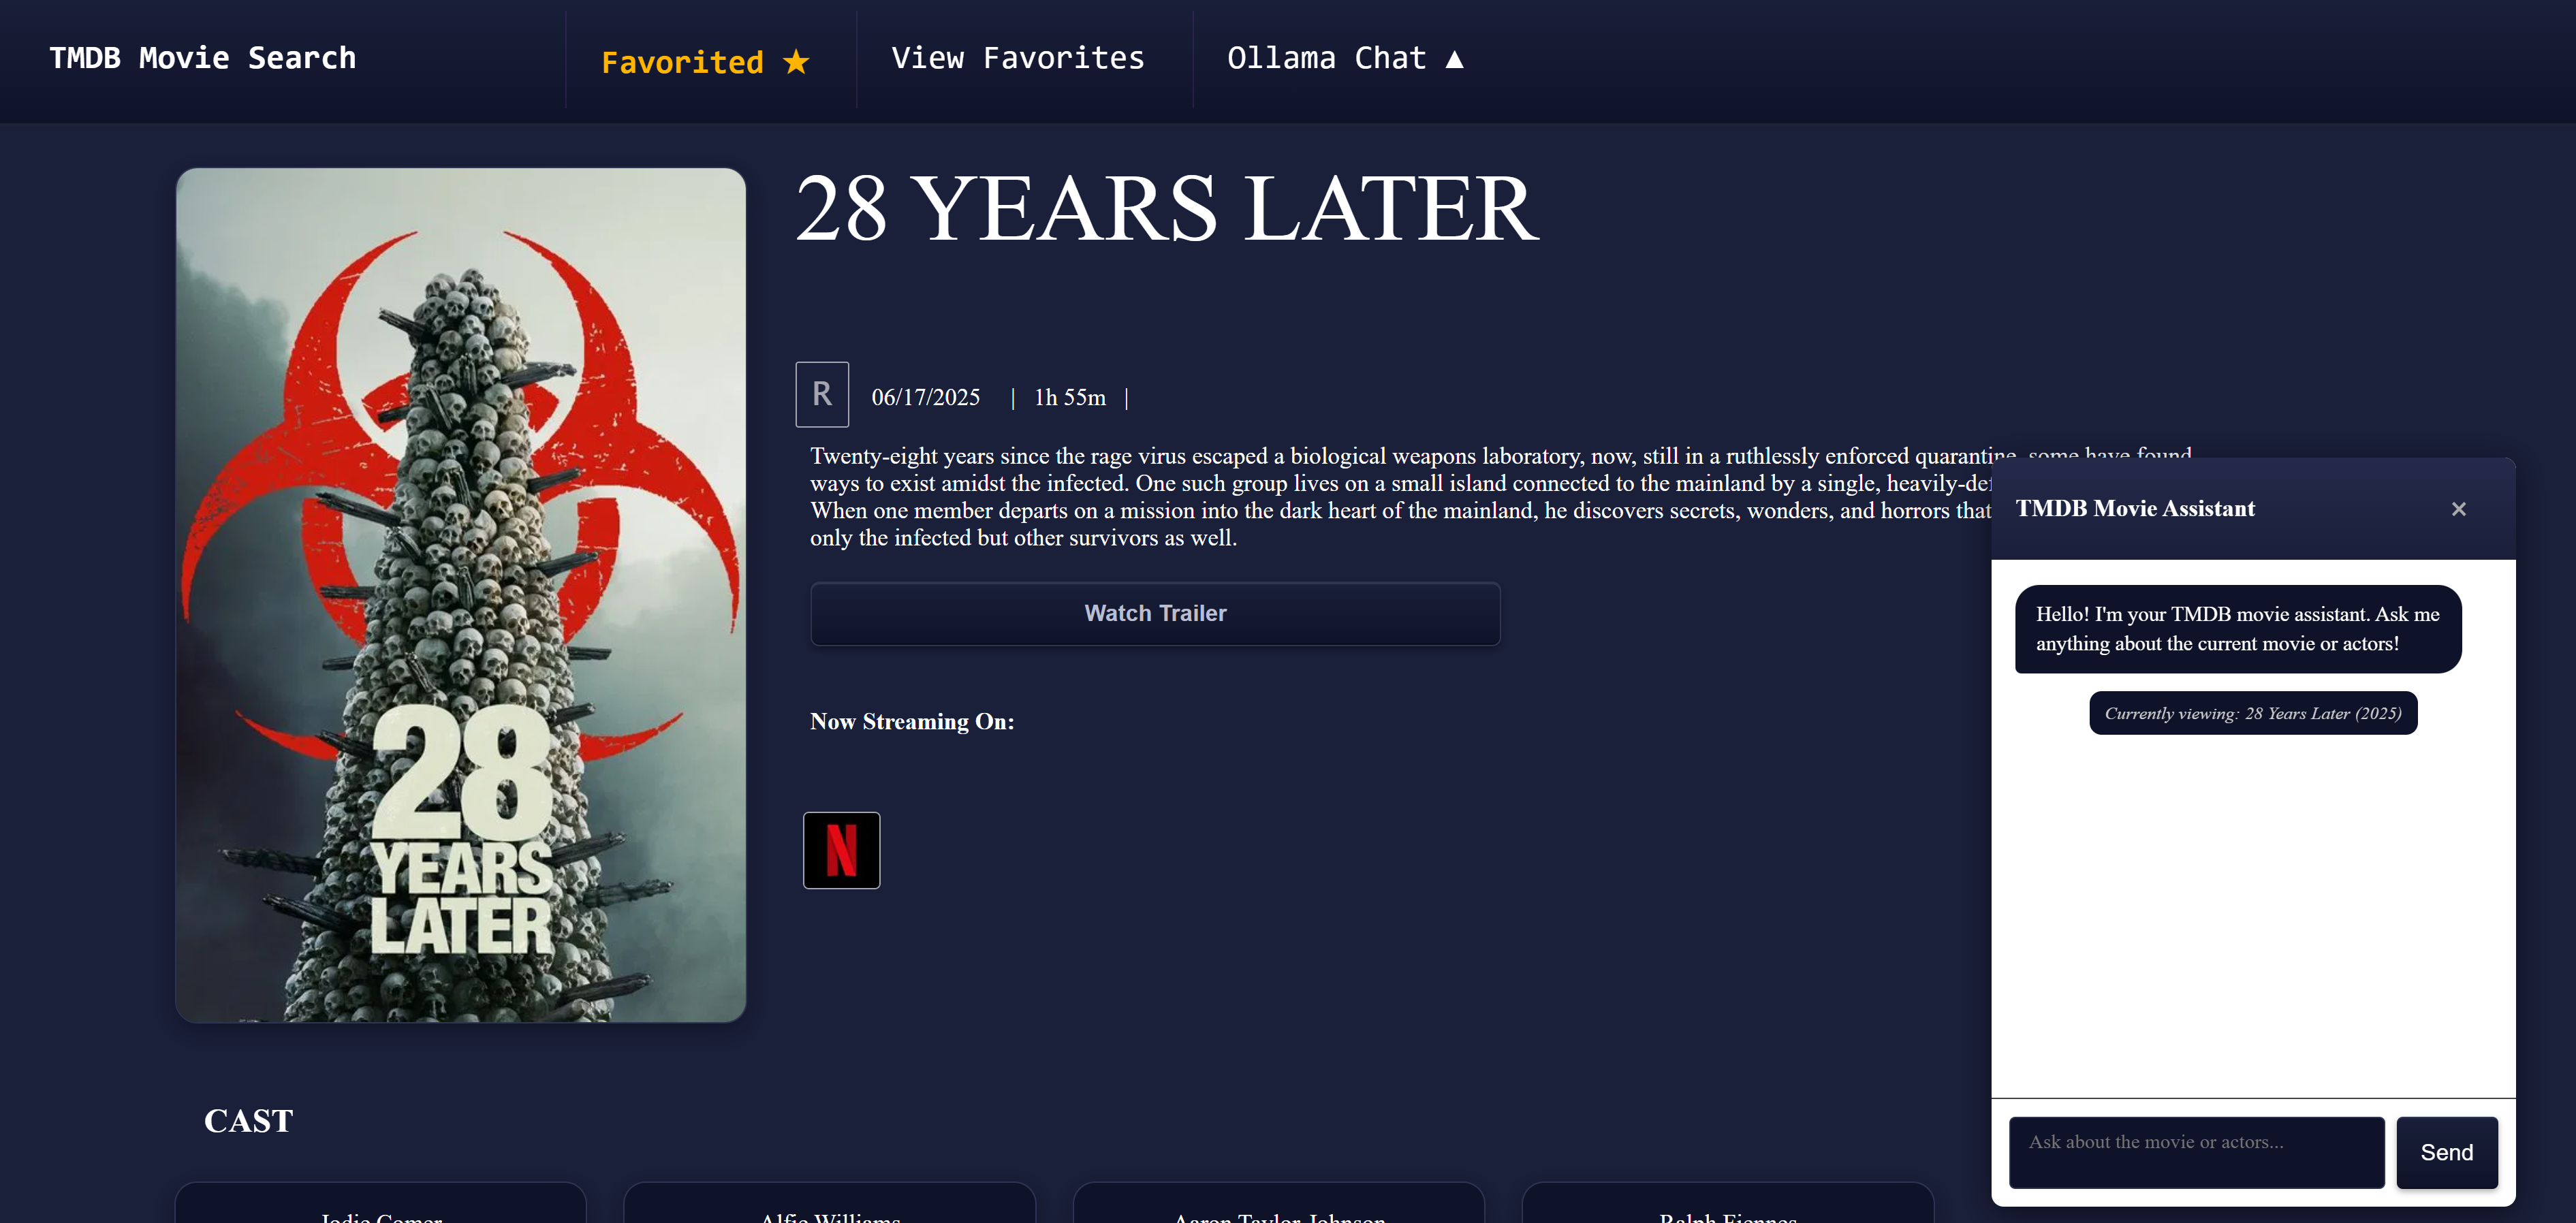 TMDB Movie Search
Favorited ★
View Favorites
Ollama Chat ▲
28 YEARS LATER
R
06/17/2025 | 1h 55m |
Twenty-eight years since the rage virus escaped a biological weapons laboratory, now, still in a ruthlessly enforced quarantine, some have found
ways to exist amidst the infected. One such group lives on a small island connected to the mainland by a single,
When one member departs on a mission into the dark heart of the mainland, he discovers secrets, wonders, and horrors that
only the infected but other survivors as well.
Watch Trailer
Now Streaming On:
N
28
YEARS
LATER
CAST
Jodie Comer
Alfie Williams
Aaron Taylor-Johnson
Ralph Fiennes
TMDB Movie Assistant
×
Hello! I'm your TMDB movie assistant. Ask me
anything about the current movie or actors!
Currently viewing: 28 Years Later (2025)
Ask about the movie or actors...
Send